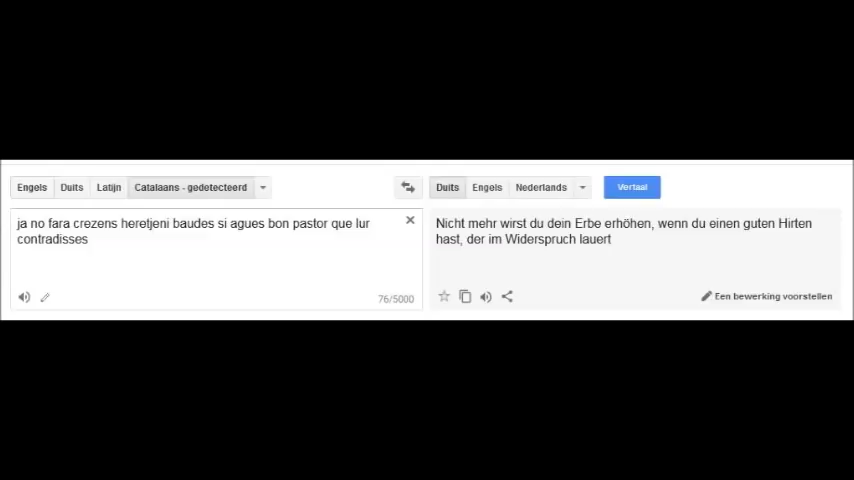 Engels Duits Latijn Catalaans - gedetecteerd Duits Engels Nederlands Vertaal
ja no fara crezens heretjeni baudes si agues bon pastor que lur
contradisses
76/5000
Nicht mehr wirst du dein Erbe erhöhen, wenn du einen guten Hirten
hast, der im Widerspruch lauert
Een bewerking voorstellen